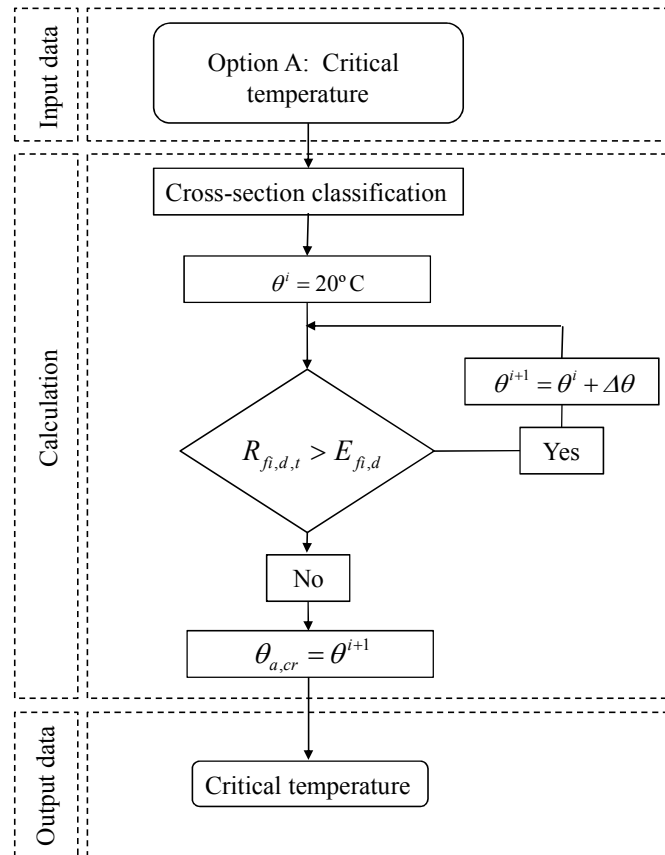 Input data
Option A: Critical
temperature
Calculation
Cross-section classification
θ^i = 20° C
θ^{i+1} = θ^i + Δθ
R_{fi,d,t} > E_{fi,d}
Yes
No
θ_{a,cr} = θ^{i+1}
Output data
Critical temperature